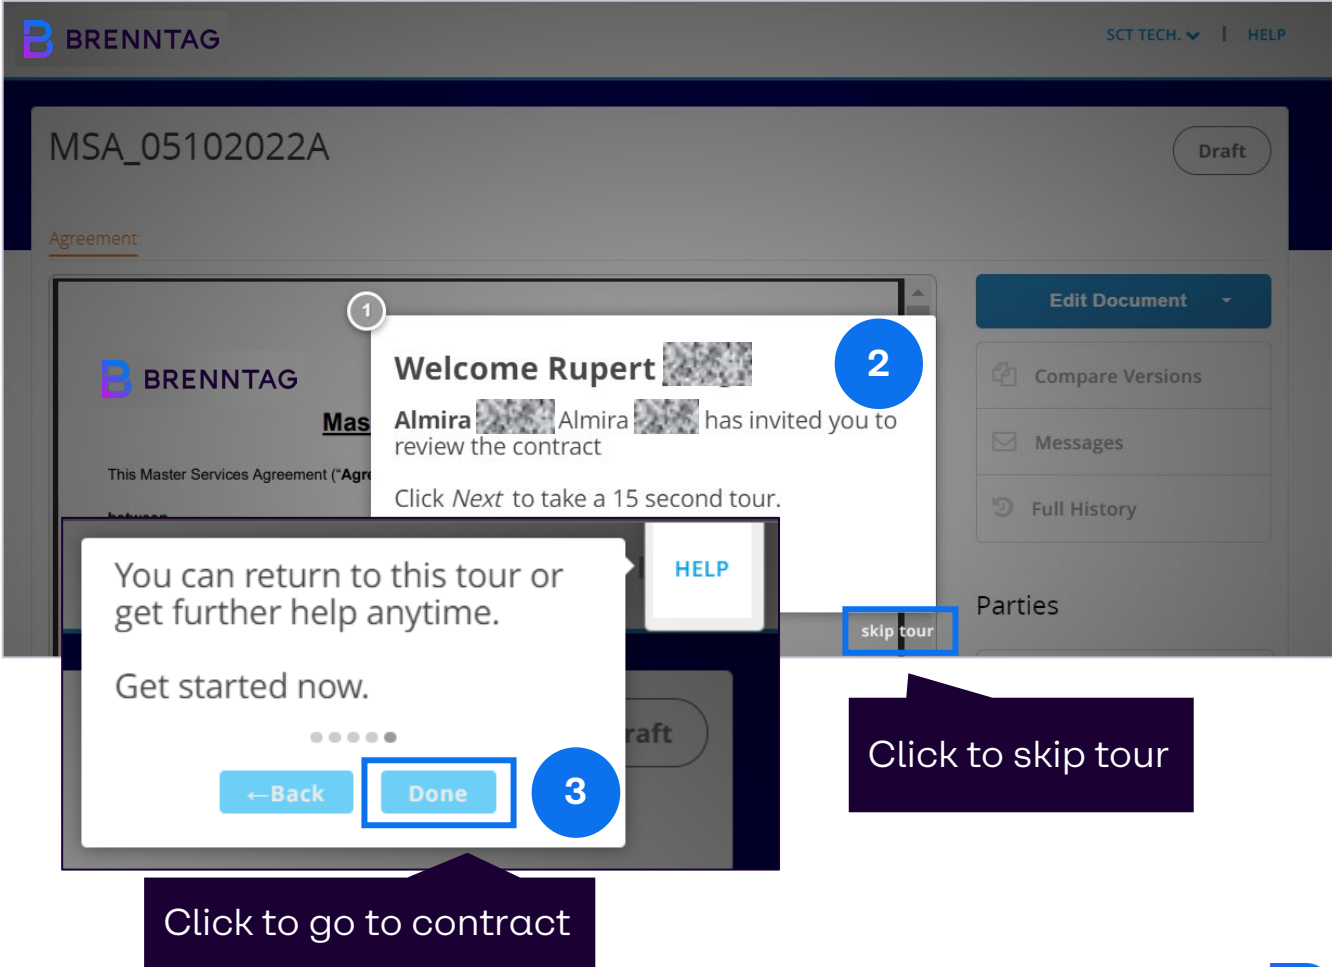 BRENNTAG
SCT TECH. | HELP
MSA_05102022A
Draft
Agreement
Edit Document
1
Welcome Rupert
2
BRENNTAG
Compare Versions
Mas
Almira Almira has invited you to
review the contract
Messages
This Master Services Agreement ("Agre
Click Next to take a 15 second tour.
Full History
between
You can return to this tour or
get further help anytime.
HELP
Parties
skip tour
Get started now.
raft
Click to skip tour
←Back
Done
3
Click to go to contract